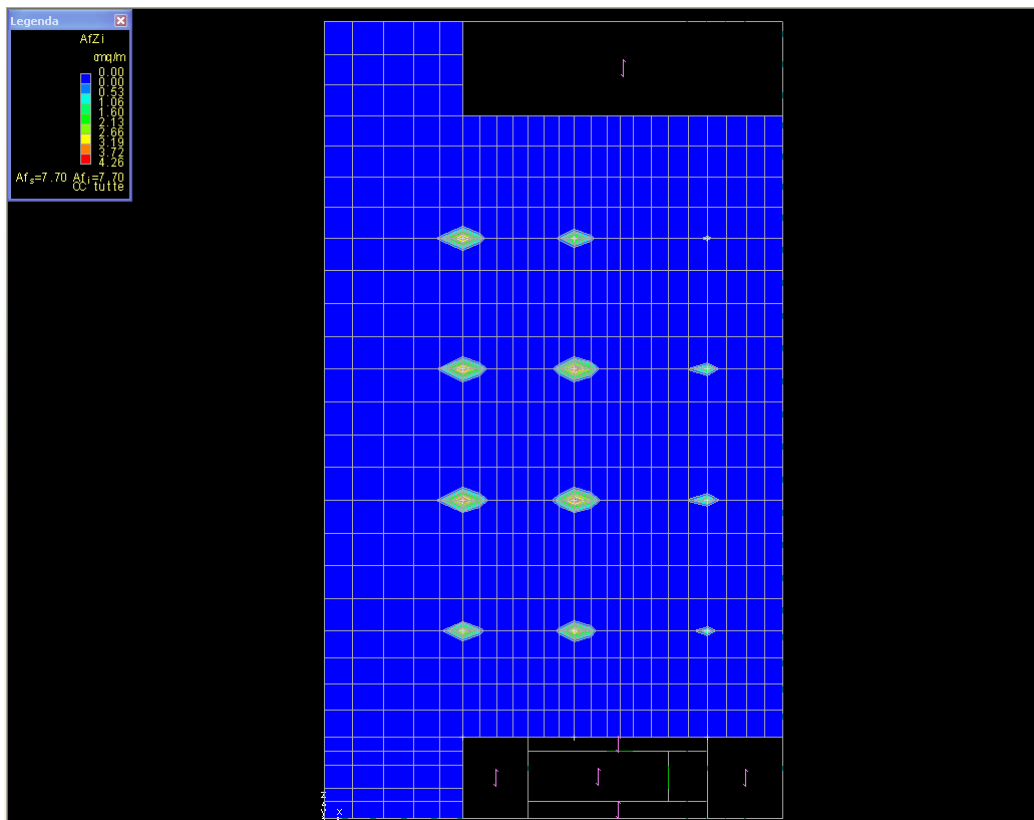 Legenda
AfZi
cmq/m
0.00
0.00
0.53
1.06
1.60
2.13
2.66
3.19
3.72
4.26
Afs=7.70 Afi=7.70
CC tutte
Z
Y X